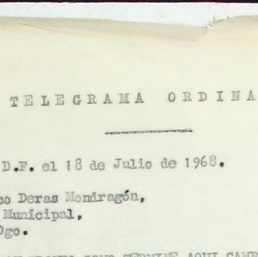 TELEGRAMA ORDINA
D.F. el 18 de Julio de 1968.
co Deras Mondragón,
Municipal,
Dgo.